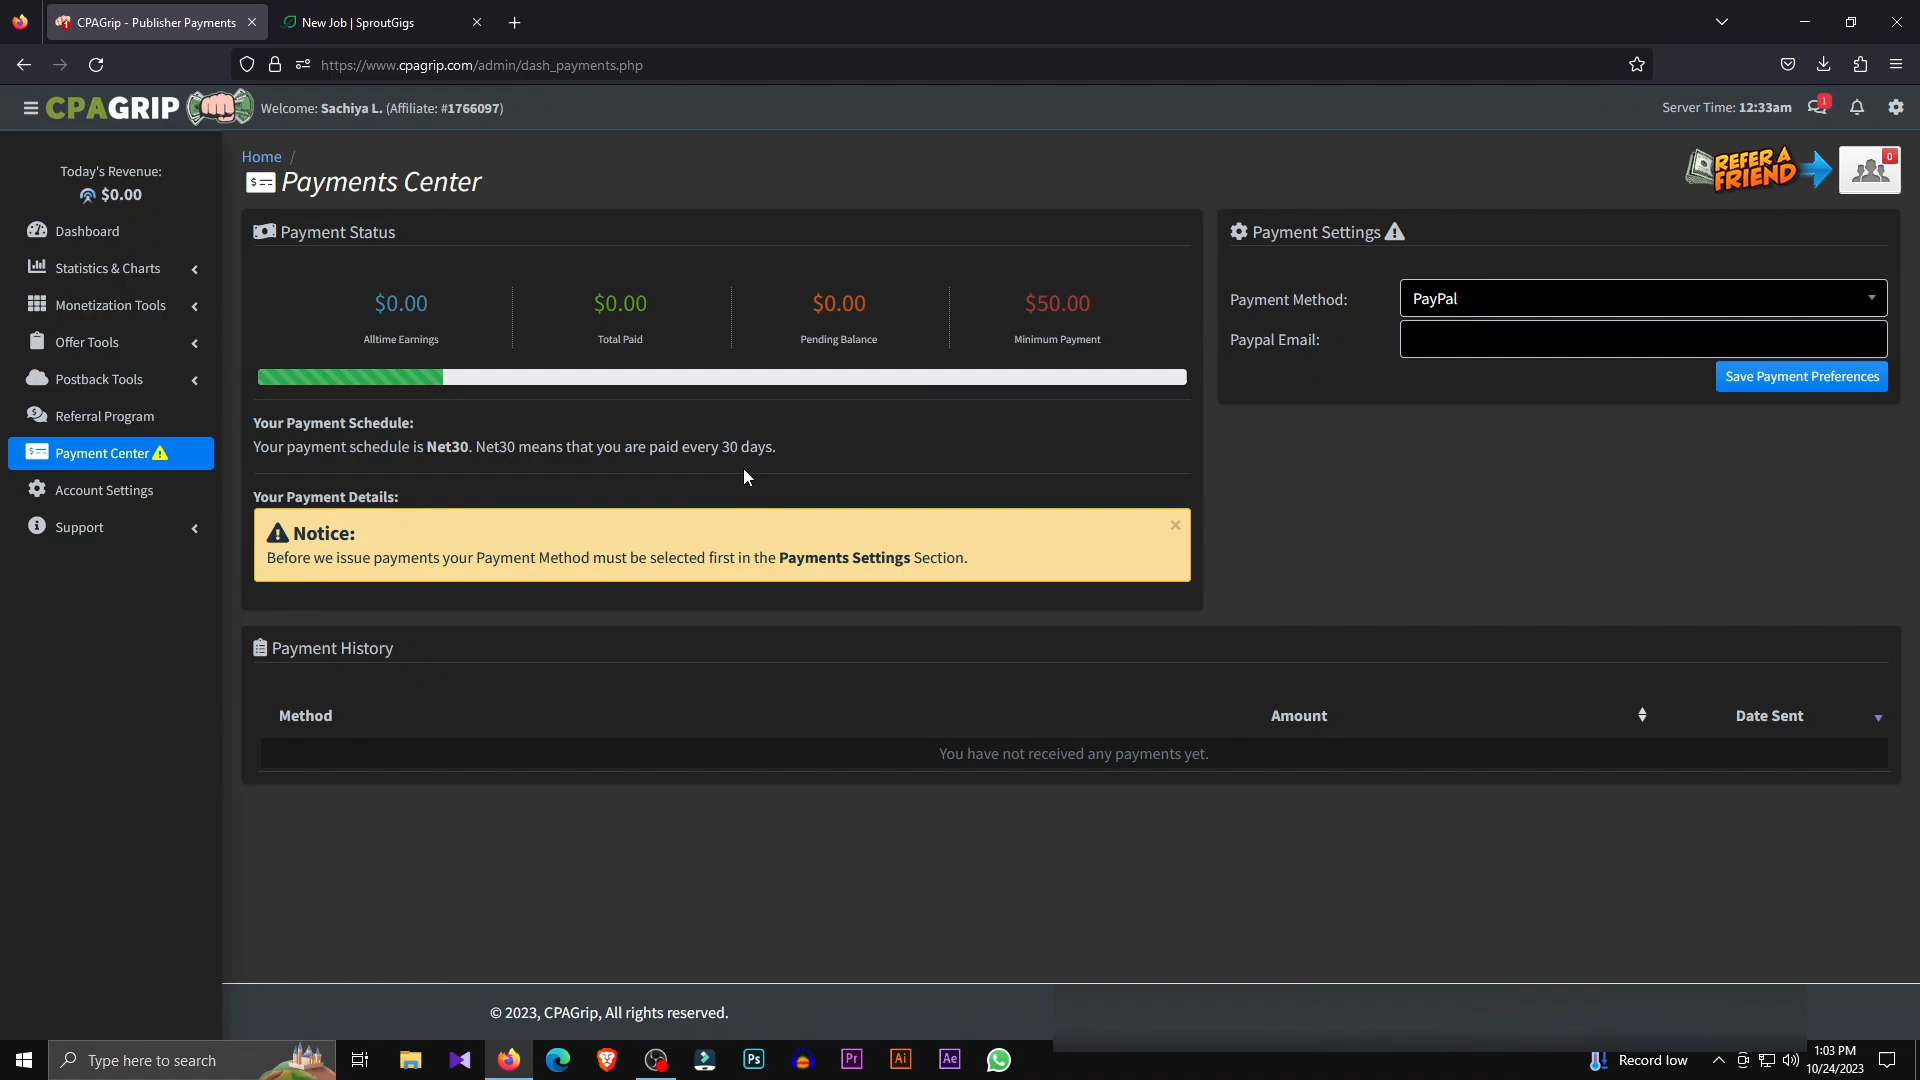 CPAGrip - Publisher Payments
New Job | SproutGigs
https://www.cpagrip.com/admin/dash_payments.php
CPAGRIP
Welcome: Sachiya L. (Affiliate: #1766097)
Server Time: 12:33am
1
Today's Revenue:
$0.00
Dashboard
Statistics & Charts
Monetization Tools
Offer Tools
Postback Tools
Referral Program
Payment Center
Account Settings
Support
Home /
Payments Center
REFER A
FRIEND
0
Payment Status
$0.00
Alltime Earnings
$0.00
Total Paid
$0.00
Pending Balance
$50.00
Minimum Payment
Your Payment Schedule:
Your payment schedule is Net30. Net30 means that you are paid every 30 days.
Your Payment Details:
Notice:
Before we issue payments your Payment Method must be selected first in the Payments Settings Section.
Payment Settings
Payment Method:
PayPal
Paypal Email:
Save Payment Preferences
Payment History
Method
Amount
Date Sent
You have not received any payments yet.
© 2023, CPAGrip, All rights reserved.
Type here to search
Ps
Pr
Ai
Ae
Record low
1:03 PM
10/24/2023